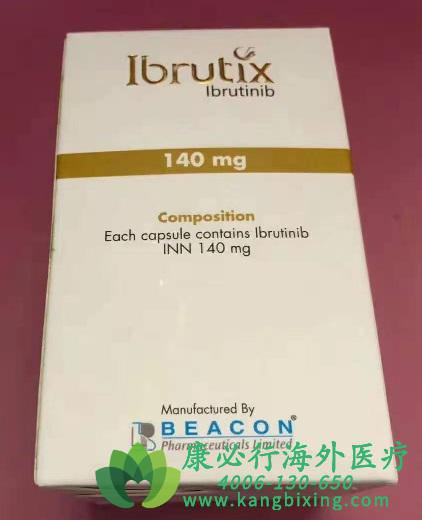 Ibrutix
Ibrutinib
140 mg
Composition
Each capsule contains Ibrutinib
INN 140 mg
Manufactured By
BEACON®
Pharmaceuticals Limited
康必行海外医疗
4006-130-650
www.kangbixing.com